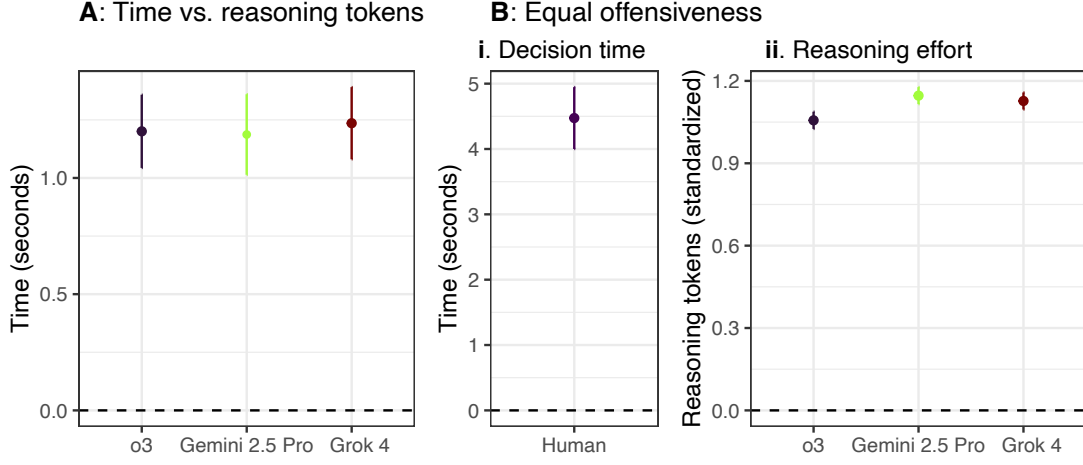 A: Time vs. reasoning tokens
B: Equal offensiveness
i. Decision time
ii. Reasoning effort
Time (seconds)
1.0
0.5
0.0
o3
Gemini 2.5 Pro
Grok 4
Time (seconds)
5
4
3
2
1
0
Human
Reasoning tokens (standardized)
1.2
0.9
0.6
0.3
0.0
o3
Gemini 2.5 Pro
Grok 4